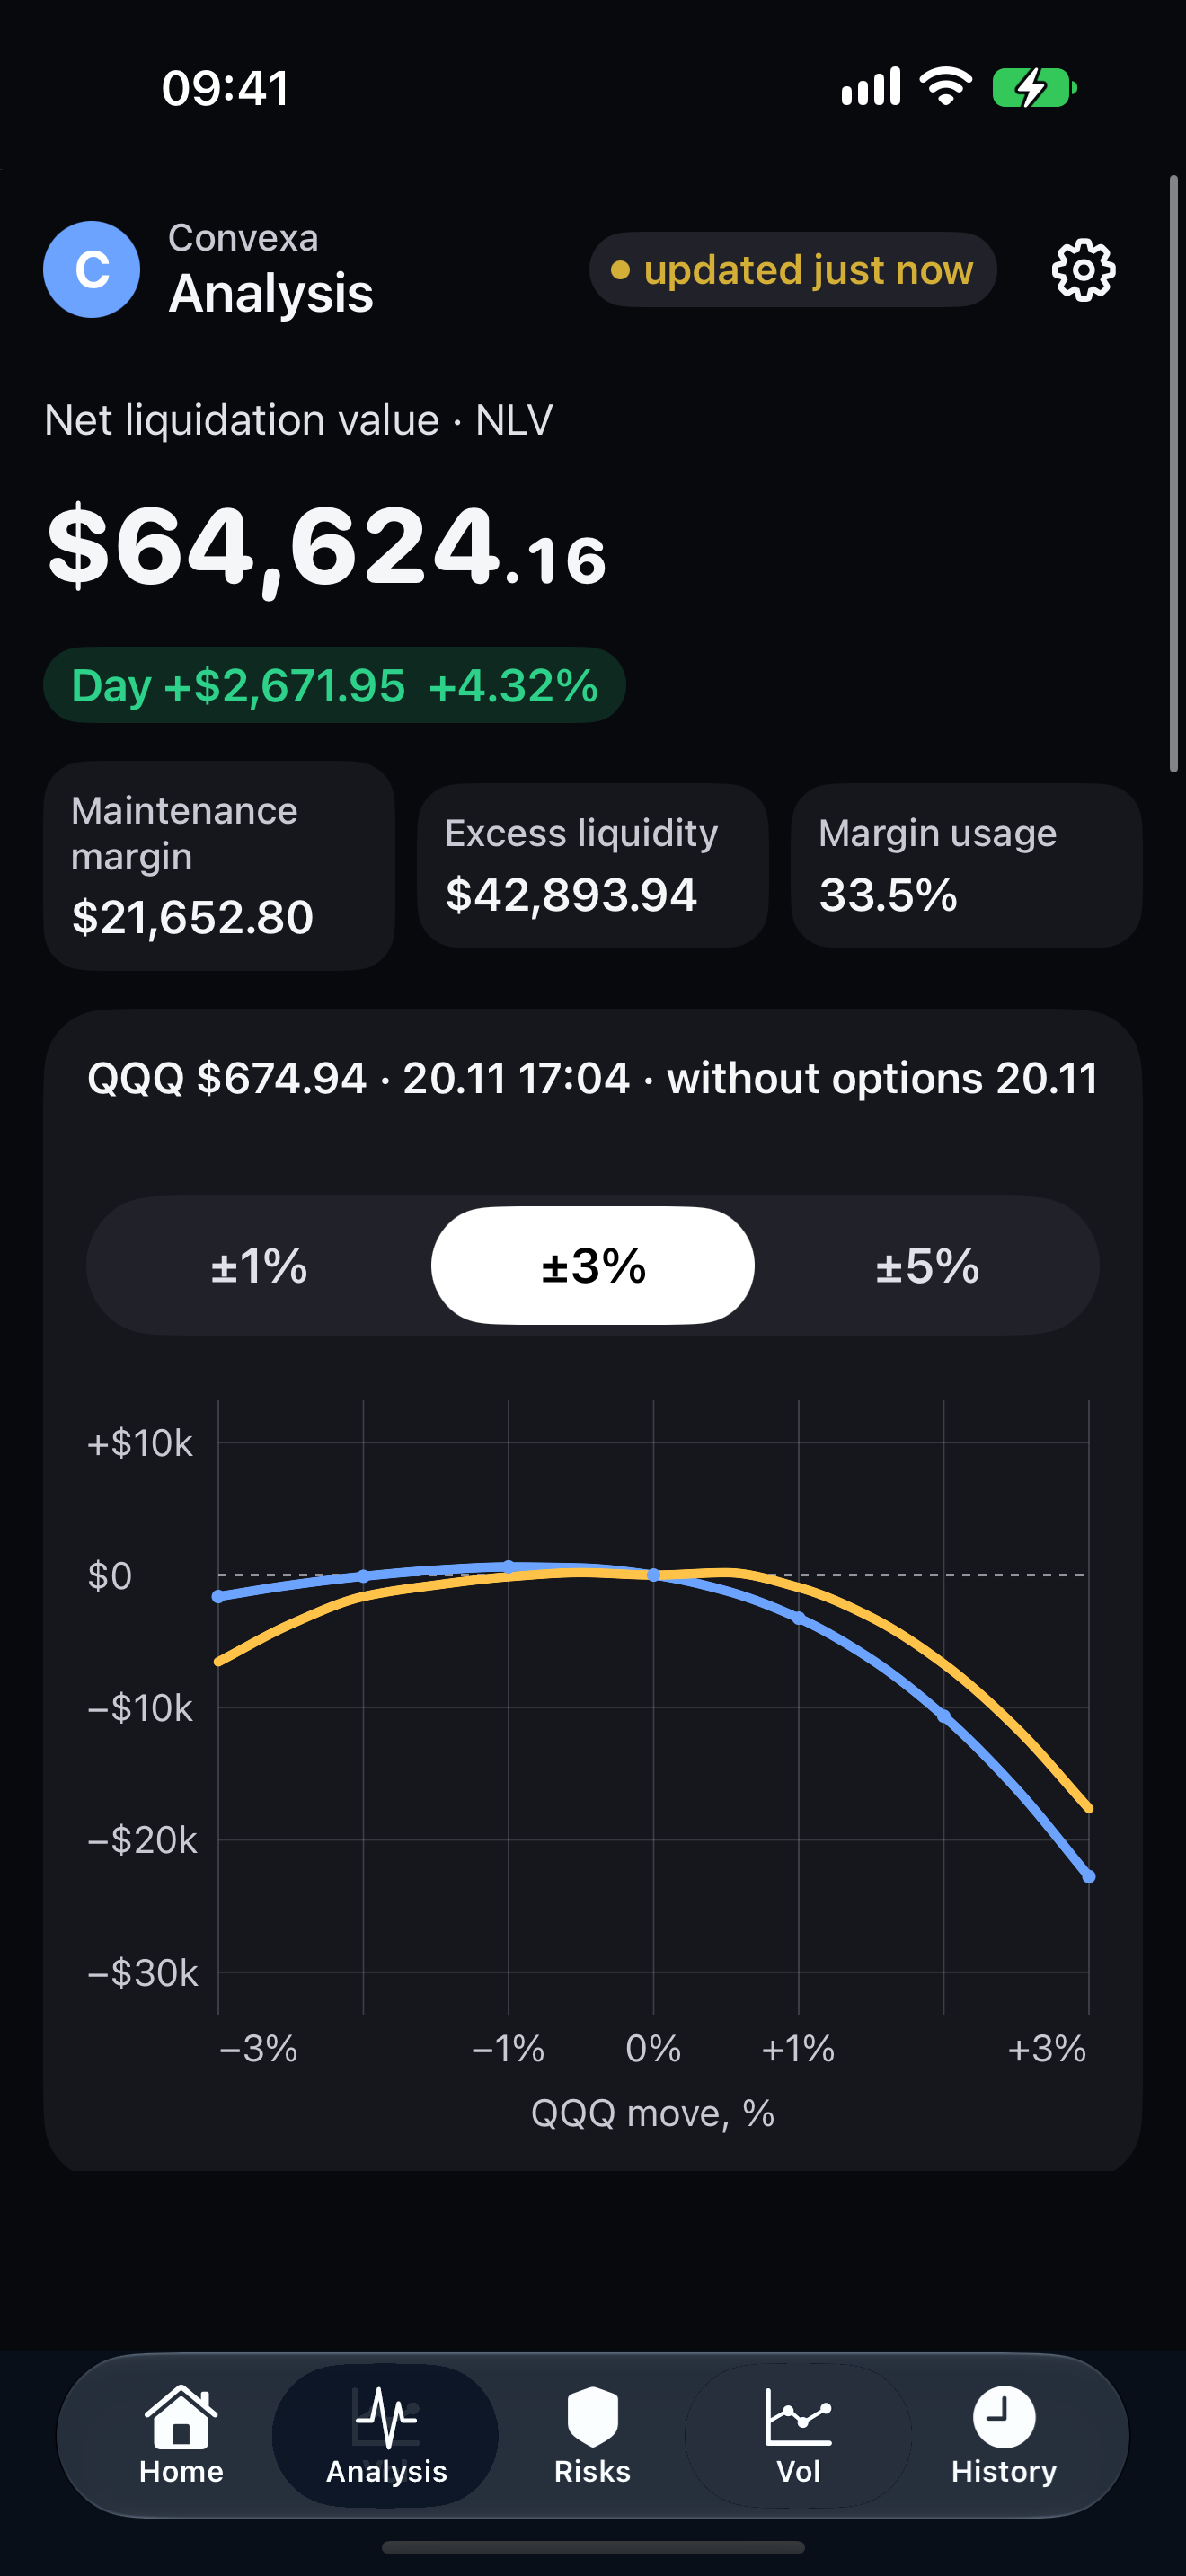 09:41
C
Convexa
Analysis
updated just now
Net liquidation value · NLV
$64,624.16
Day +$2,671.95 +4.32%
Maintenance
margin
$21,652.80
Excess liquidity
$42,893.94
Margin usage
33.5%
QQQ $674.94 · 20.11 17:04 · without options 20.11
±1%
±3%
±5%
+$10k
$0
−$10k
−$20k
−$30k
−3%
−1%
0%
+1%
+3%
QQQ move, %
Home
Analysis
Risks
Vol
History